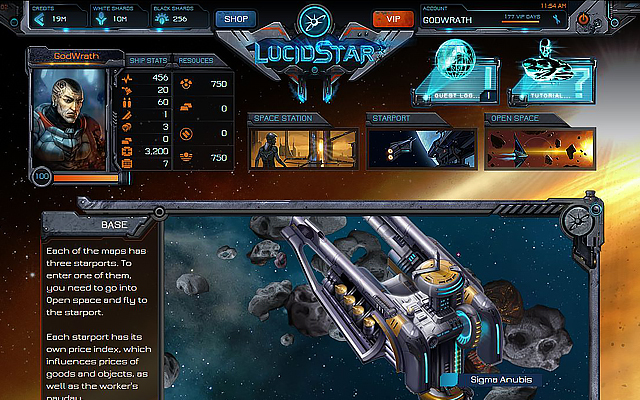 CREDITS
19M
WHITE SHARDS
10M
BLACK SHARDS
256
SHOP
VIP
ACCOUNT
GODWRATH
11:54 AM
177 VIP DAYS
LUCIDSTAR
GodWrath
SHIP STATS
RESOUCES
456
20
60
1
3
0
3,200
7
750
0
0
750
100
QUEST LOG...
TUTORIAL...
SPACE STATION
STARPORT
OPEN SPACE
BASE
Each of the maps has
three starports. To
enter one of them,
you need to go into
Open space and fly to
the starport.
Each starport has its
own price index, which
influences prices of
goods and objects, as
well as the worker's
payday.
Sigma Anubis